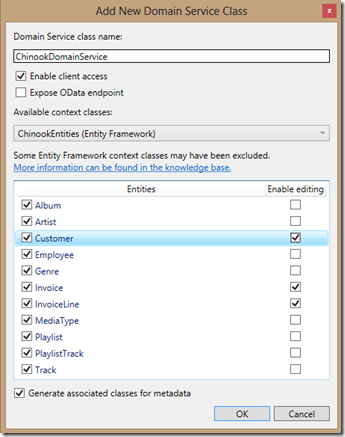 Add New Domain Service Class
x
Domain Service class name:
ChinookDomainService
Enable client access
Expose OData endpoint
Available context classes:
ChinookEntities (Entity Framework)
Some Entity Framework context classes may have been excluded.
More information can be found in the knowledge base.
Entities Enable editing
Album
Artist
Customer
Employee
Genre
Invoice
InvoiceLine
MediaType
Playlist
PlaylistTrack
Track
Generate associated classes for metadata
OK Cancel